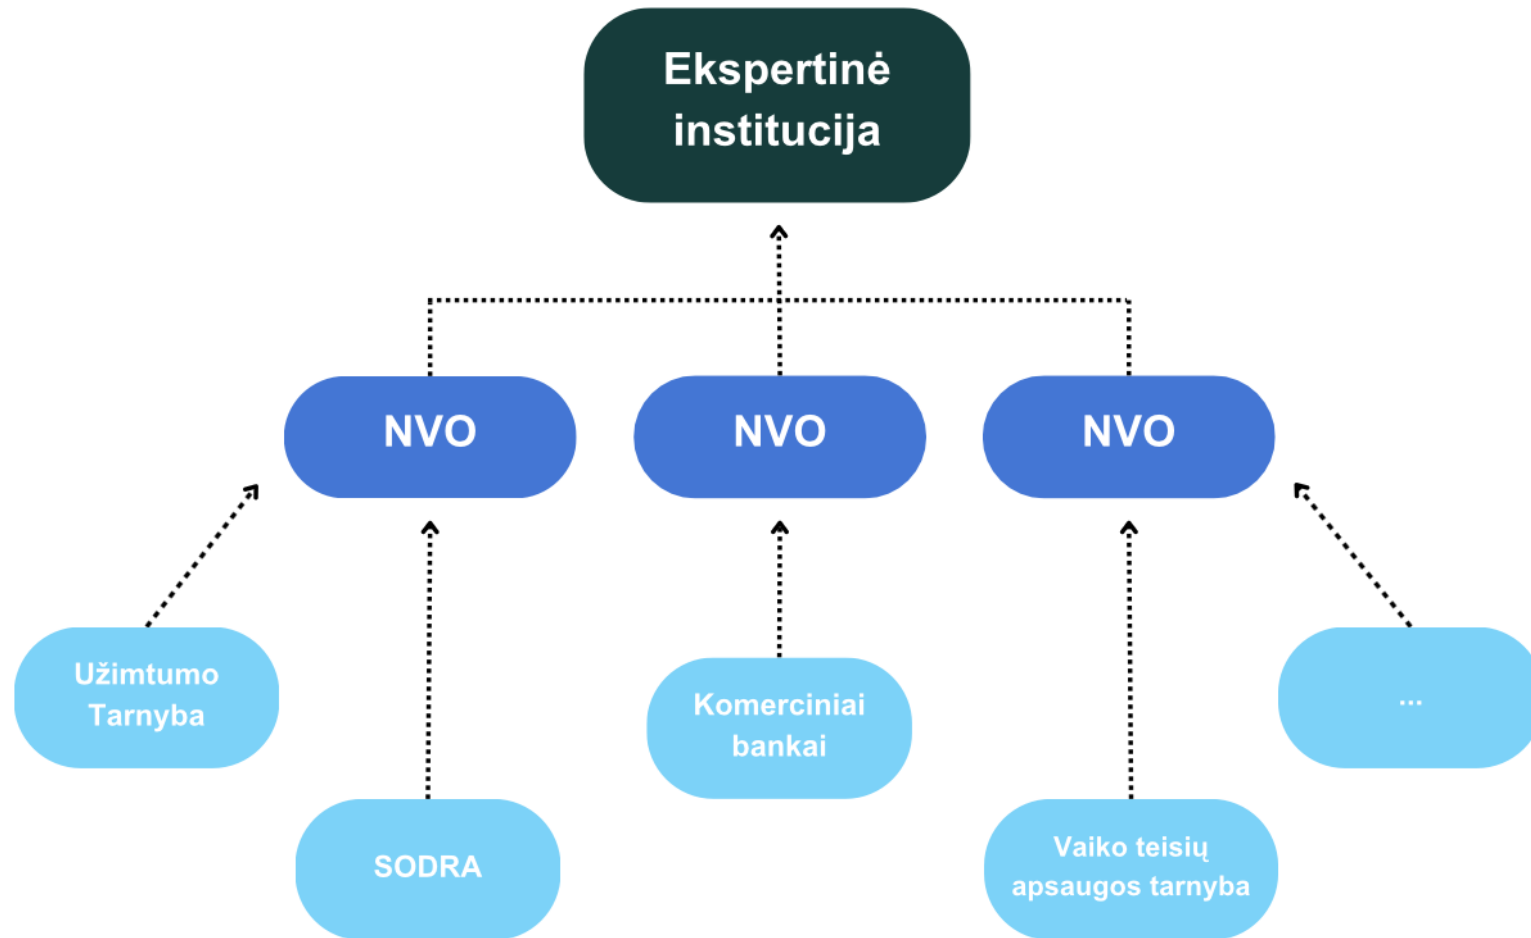 Ekspertinė
institucija
NVO
NVO
NVO
Užimtumo
Tarnyba
SODRA
Komerciniai
bankai
Vaiko teisių
apsaugos tarnyba
...